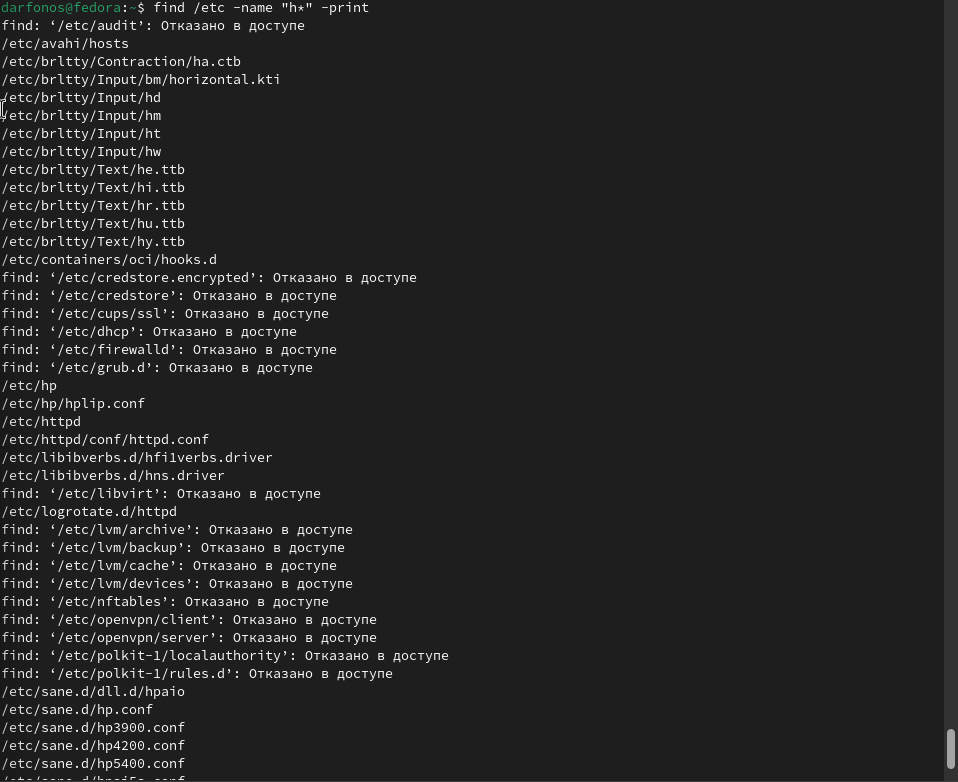 darfonos@fedora:~$ find /etc -name "h*" -print
find: ‘/etc/audit’: Отказано в доступе
/etc/avahi/hosts
/etc/brltty/Contraction/ha.ctb
/etc/brltty/Input/bm/horizontal.kti
/etc/brltty/Input/hd
/etc/brltty/Input/hm
/etc/brltty/Input/ht
/etc/brltty/Input/hw
/etc/brltty/Text/he.ttb
/etc/brltty/Text/hi.ttb
/etc/brltty/Text/hr.ttb
/etc/brltty/Text/hu.ttb
/etc/brltty/Text/hy.ttb
/etc/containers/oci/hooks.d
find: ‘/etc/credstore.encrypted’: Отказано в доступе
find: ‘/etc/credstore’: Отказано в доступе
find: ‘/etc/cups/ssl’: Отказано в доступе
find: ‘/etc/dhcp’: Отказано в доступе
find: ‘/etc/firewalld’: Отказано в доступе
find: ‘/etc/grub.d’: Отказано в доступе
/etc/hp
/etc/hp/hplip.conf
/etc/httpd
/etc/httpd/conf/httpd.conf
/etc/libibverbs.d/hfi1verbs.driver
/etc/libibverbs.d/hns.driver
find: ‘/etc/libvirt’: Отказано в доступе
/etc/logrotate.d/httpd
find: ‘/etc/lvm/archive’: Отказано в доступе
find: ‘/etc/lvm/backup’: Отказано в доступе
find: ‘/etc/lvm/cache’: Отказано в доступе
find: ‘/etc/lvm/devices’: Отказано в доступе
find: ‘/etc/nftables’: Отказано в доступе
find: ‘/etc/openvpn/client’: Отказано в доступе
find: ‘/etc/openvpn/server’: Отказано в доступе
find: ‘/etc/polkit-1/localauthority’: Отказано в доступе
find: ‘/etc/polkit-1/rules.d’: Отказано в доступе
/etc/sane.d/dll.d/hpaio
/etc/sane.d/hp.conf
/etc/sane.d/hp3900.conf
/etc/sane.d/hp4200.conf
/etc/sane.d/hp5400.conf